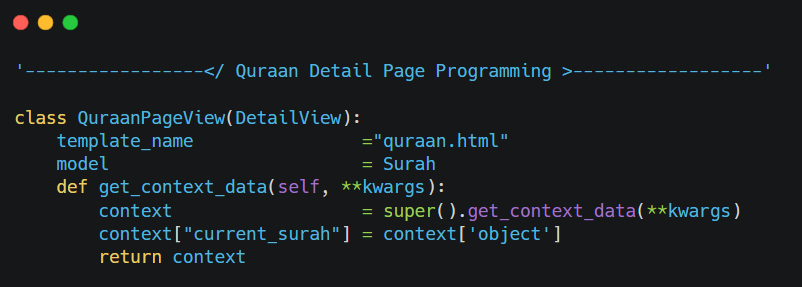 '-----------------</ Quraan Detail Page Programming >------------------'
class QuraanPageView(DetailView):
    template_name                ="quraan.html"
    model                        = Surah
    def get_context_data(self, **kwargs):
        context                  = super().get_context_data(**kwargs)
        context["current_surah"] = context['object']
        return context